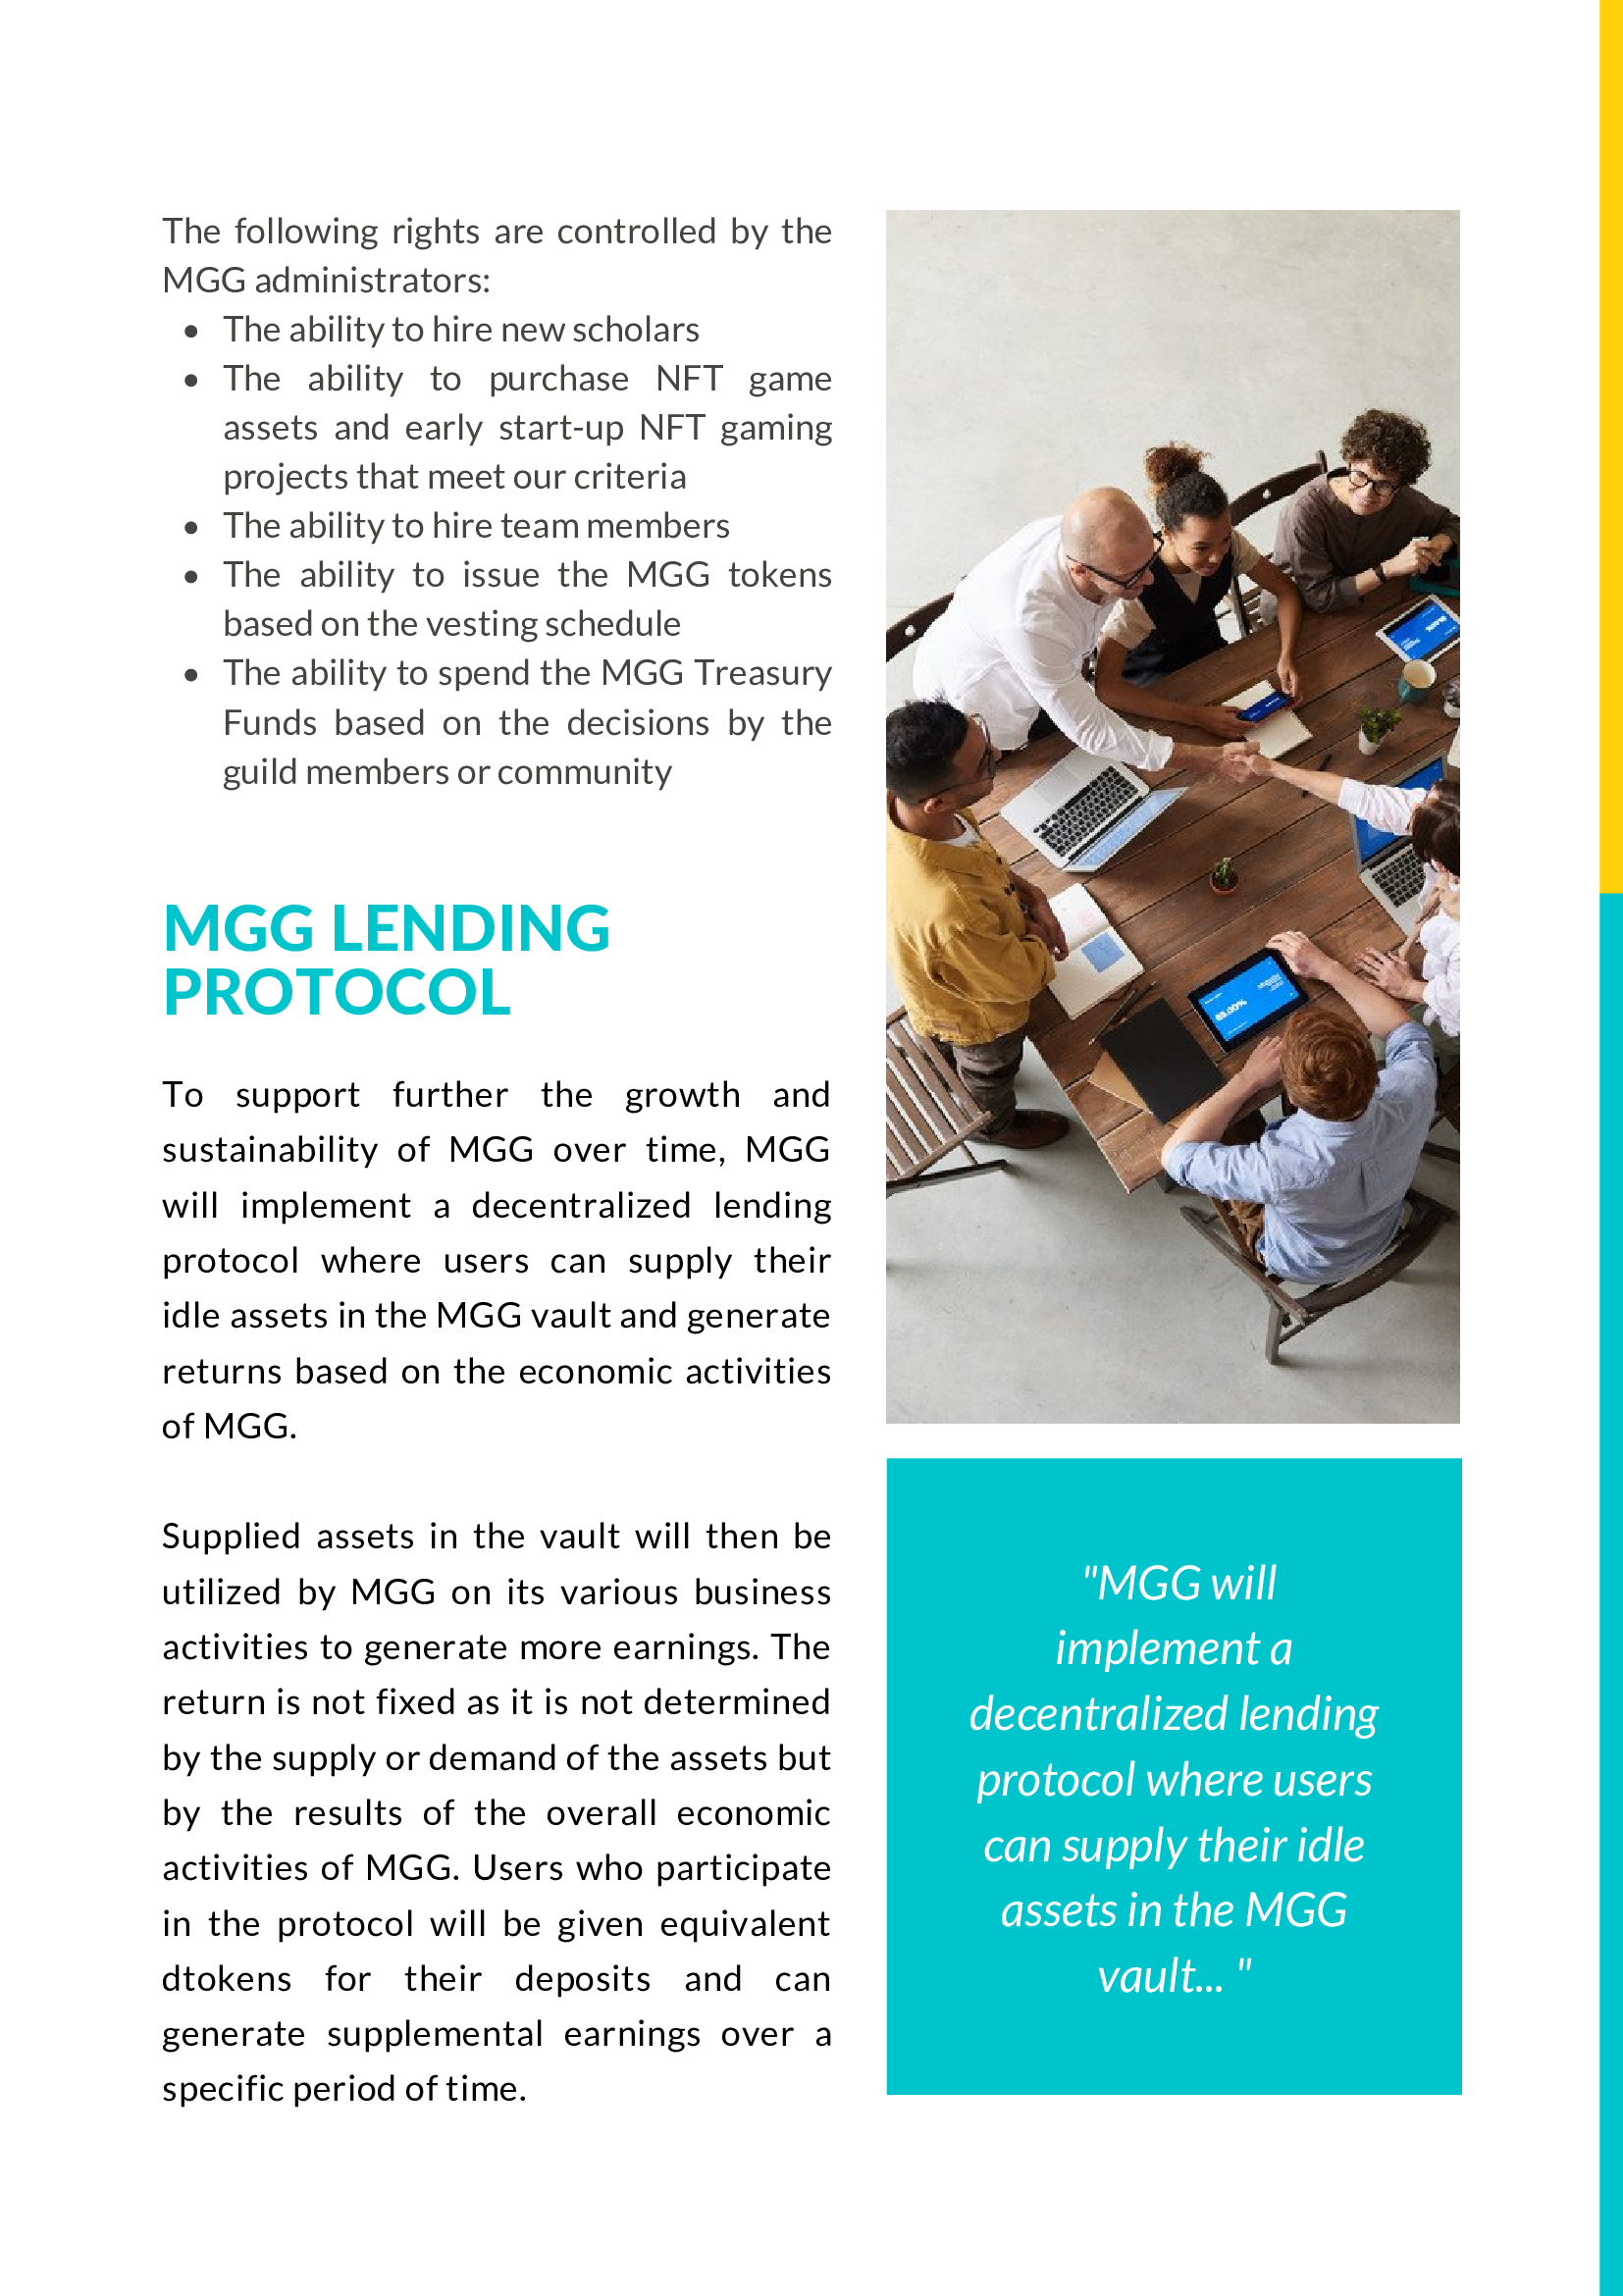 The following rights are controlled by the
MGG administrators:
• The ability to hire new scholars
• The ability to purchase NFT game
assets and early start-up NFT gaming
projects that meet our criteria
• The ability to hire team members
• The ability to issue the MGG tokens
based on the vesting schedule
• The ability to spend the MGG Treasury
Funds based on the decisions by the
guild members or community
MGG LENDING
PROTOCOL
To support further the growth and
sustainability of MGG over time, MGG
will implement a decentralized lending
protocol where users can supply their
idle assets in the MGG vault and generate
returns based on the economic activities
of MGG.
Supplied assets in the vault will then be
utilized by MGG on its various business
activities to generate more earnings. The
return is not fixed as it is not determined
by the supply or demand of the assets but
by the results of the overall economic
activities of MGG. Users who participate
in the protocol will be given equivalent
dtokens for their deposits and can
generate supplemental earnings over a
specific period of time.
"MGG will
implement a
decentralized lending
protocol where users
can supply their idle
assets in the MGG
vault... "